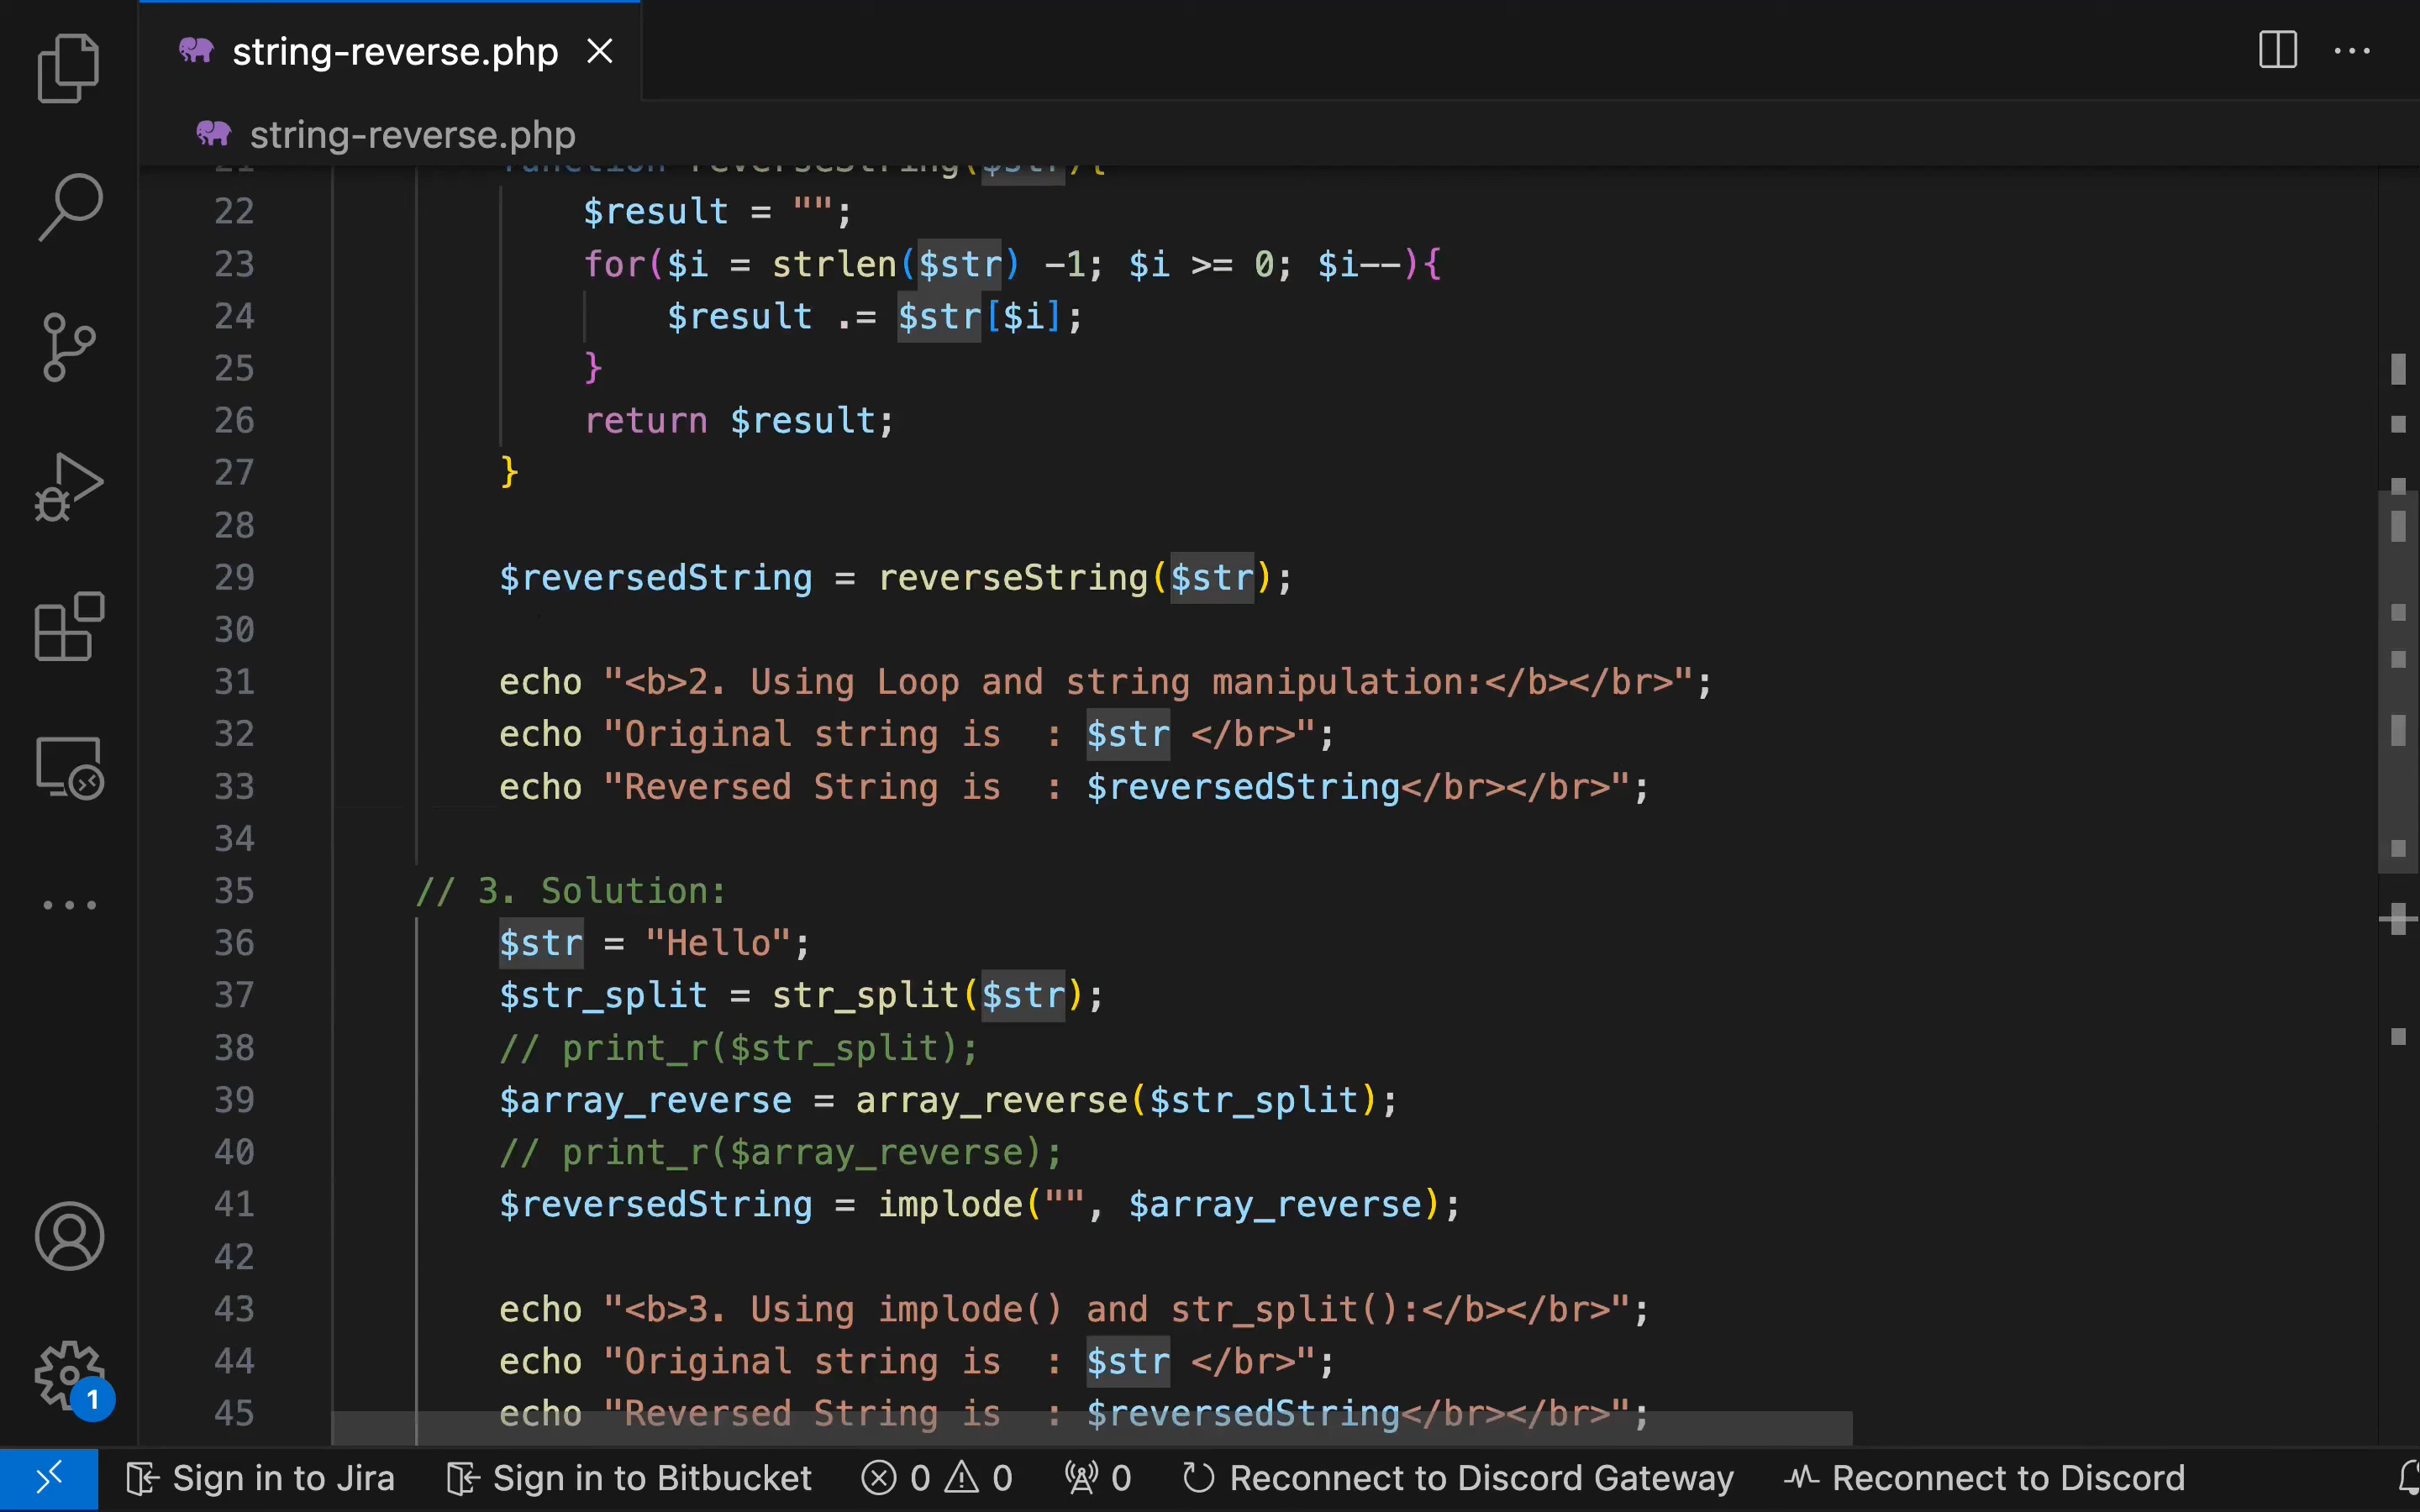 string-reverse.php
string-reverse.php
21 function reverseString($str){
22 $result = "";
23 for($i = strlen($str) -1; $i >= 0; $i--){
24 $result .= $str[$i];
25 }
26 return $result;
27 }
28
29 $reversedString = reverseString($str);
30
31 echo "<b>2. Using Loop and string manipulation:</b></br>";
32 echo "Original string is  : $str </br>";
33 echo "Reversed String is  : $reversedString</br></br>";
34
35 // 3. Solution:
36 $str = "Hello";
37 $str_split = str_split($str);
38 // print_r($str_split);
39 $array_reverse = array_reverse($str_split);
40 // print_r($array_reverse);
41 $reversedString = implode("", $array_reverse);
42
43 echo "<b>3. Using implode() and str_split():</b></br>";
44 echo "Original string is  : $str </br>";
45 echo "Reversed String is  : $reversedString</br></br>";
1
Sign in to Jira Sign in to Bitbucket 0 0 0 Reconnect to Discord Gateway Reconnect to Discord